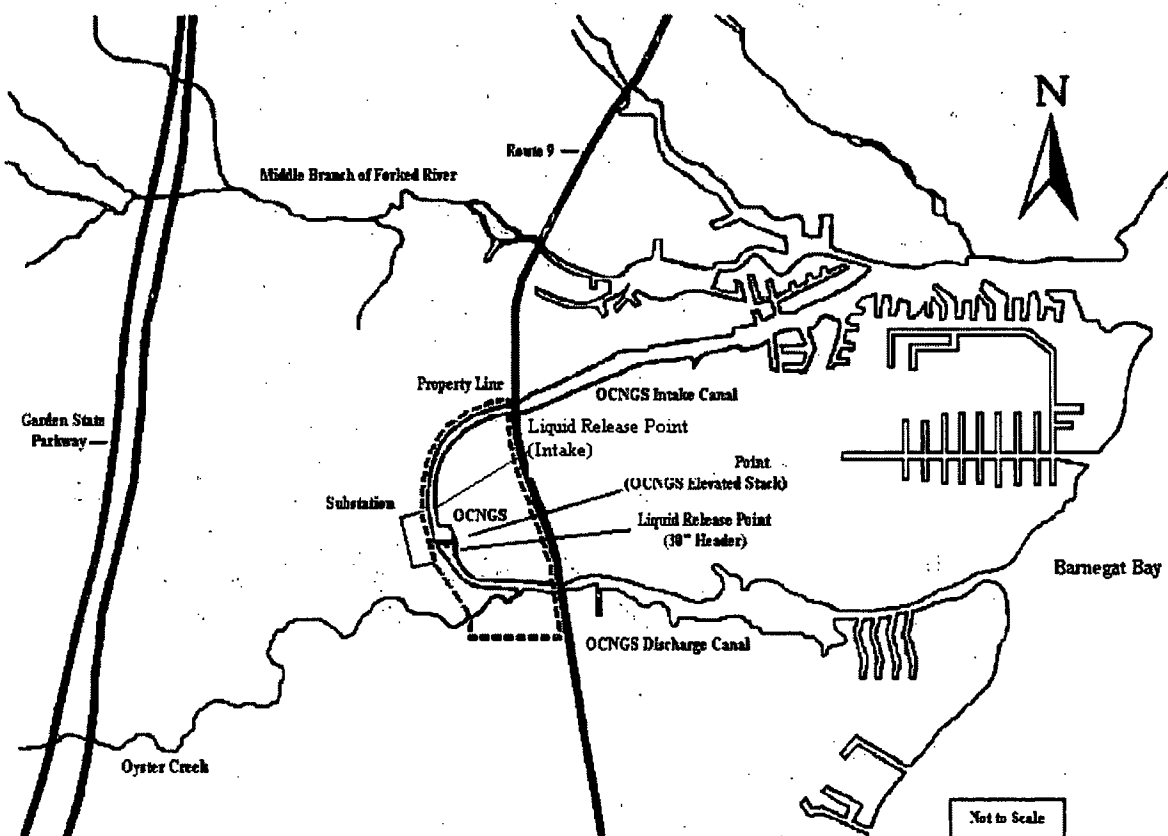 N
Route 9
Middle Branch of Forked River
Property Line
OCNGS Intake Canal
Garden State
Parkway
Liquid Release Point
(Intake)
Point
(OCNGS Elevated Stack)
Substation
OCNGS
Liquid Release Point
(30" Header)
Barnegat Bay
OCNGS Discharge Canal
Oyster Creek
Not to Scale